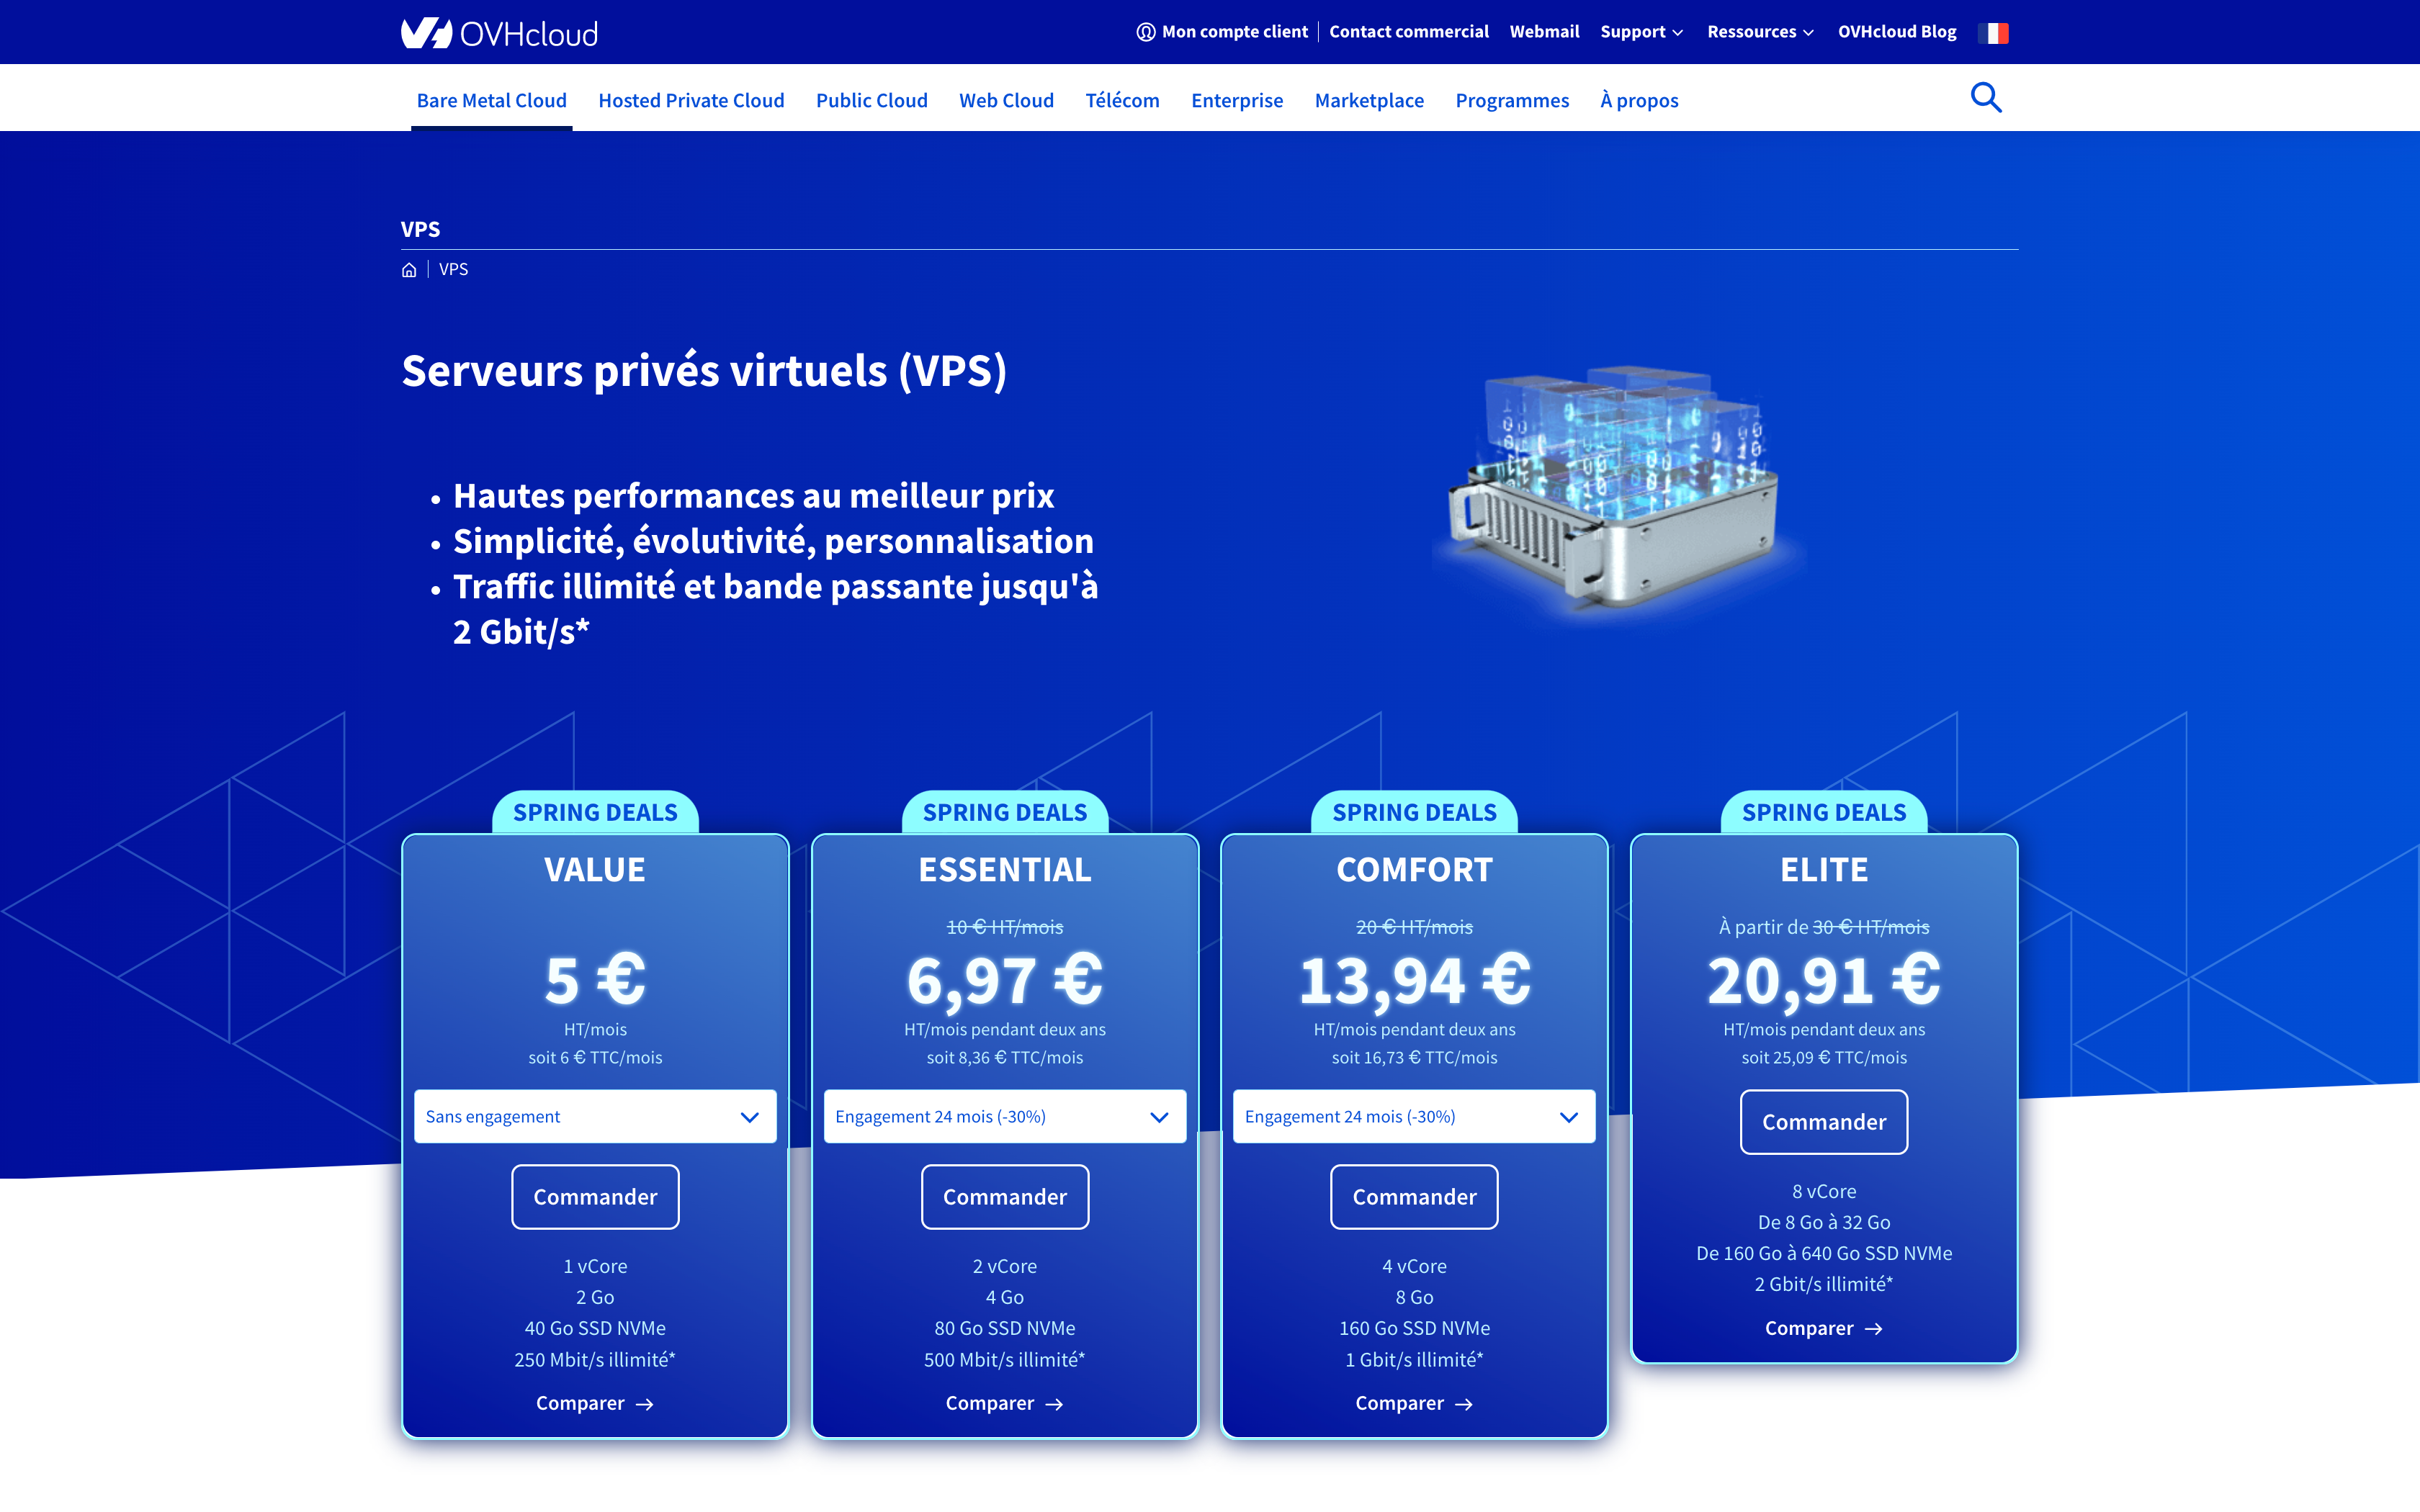 OVHcloud
Mon compte client
Contact commercial
Webmail
Support
Ressources
OVHcloud Blog
Bare Metal Cloud
Hosted Private Cloud
Public Cloud
Web Cloud
Télécom
Enterprise
Marketplace
Programmes
À propos
VPS
VPS
Serveurs privés virtuels (VPS)
• Hautes performances au meilleur prix
• Simplicité, évolutivité, personnalisation
• Traffic illimité et bande passante jusqu'à
2 Gbit/s*
SPRING DEALS
VALUE
5 €
HT/mois
soit 6 € TTC/mois
Sans engagement
Commander
1 vCore
2 Go
40 Go SSD NVMe
250 Mbit/s illimité*
Comparer →
SPRING DEALS
ESSENTIAL
10 € HT/mois
6,97 €
HT/mois pendant deux ans
soit 8,36 € TTC/mois
Engagement 24 mois (-30%)
Commander
2 vCore
4 Go
80 Go SSD NVMe
500 Mbit/s illimité*
Comparer →
SPRING DEALS
COMFORT
20 € HT/mois
13,94 €
HT/mois pendant deux ans
soit 16,73 € TTC/mois
Engagement 24 mois (-30%)
Commander
4 vCore
8 Go
160 Go SSD NVMe
1 Gbit/s illimité*
Comparer →
SPRING DEALS
ELITE
À partir de 30 € HT/mois
20,91 €
HT/mois pendant deux ans
soit 25,09 € TTC/mois
Commander
8 vCore
De 8 Go à 32 Go
De 160 Go à 640 Go SSD NVMe
2 Gbit/s illimité*
Comparer →